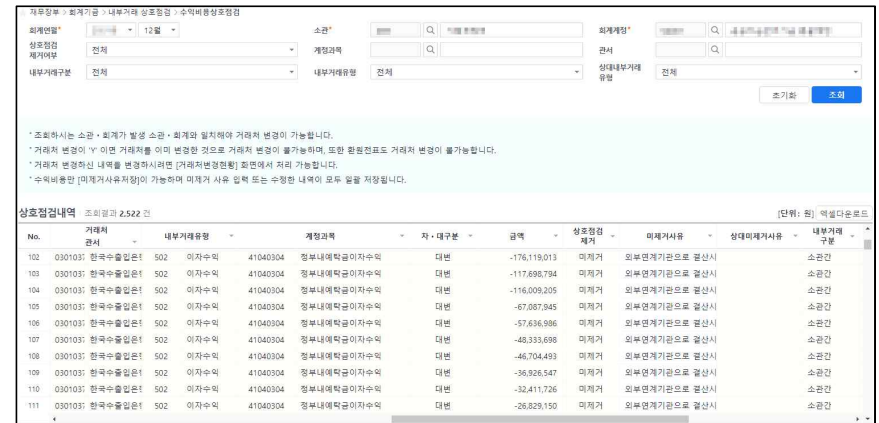 재무장부 > 회계기금 > 내부거래 상호점검 > 수익비용상호점검
회계연월* 12월 소관* 회계계정*
상호점검 제거여부 전체 계정과목 관서
내부거래구분 전체 내부거래유형 전체 상대내부거래 유형 전체
초기화 조회
* 조회하시는 소관・회계가 발생 소관・회계와 일치해야 거래처 변경이 가능합니다.
* 거래처 변경이 'Y' 이면 거래처를 이미 변경한 것으로 거래처 변경이 불가능하며, 또한 환원전표도 거래처 변경이 불가능합니다.
* 거래처 변경하신 내역을 변경하시려면 [거래처변경현황] 화면에서 처리 가능합니다.
* 수익비용만 [미제거사유저장]이 가능하며 미제거 사유 입력 또는 수정한 내역이 모두 일괄 저장됩니다.
상호점검내역 조회결과 2,522 건 [단위: 원] 엑셀다운로드
No. 거래처 관서 내부거래유형 계정과목 차・대구분 금액 상호점검 제거 미제거사유 상대미제거사유 내부거래 구분
102 030103 한국수출입은 502 이자수익 41040304 정부내예탁금이자수익 대변 -176,119,013 미제거 외부연계기관으로 결산시 소관간
103 030103 한국수출입은 502 이자수익 41040304 정부내예탁금이자수익 대변 -117,698,794 미제거 외부연계기관으로 결산시 소관간
104 030103 한국수출입은 502 이자수익 41040304 정부내예탁금이자수익 대변 -116,009,205 미제거 외부연계기관으로 결산시 소관간
105 030103 한국수출입은 502 이자수익 41040304 정부내예탁금이자수익 대변 -67,087,945 미제거 외부연계기관으로 결산시 소관간
106 030103 한국수출입은 502 이자수익 41040304 정부내예탁금이자수익 대변 -57,636,986 미제거 외부연계기관으로 결산시 소관간
107 030103 한국수출입은 502 이자수익 41040304 정부내예탁금이자수익 대변 -48,333,698 미제거 외부연계기관으로 결산시 소관간
108 030103 한국수출입은 502 이자수익 41040304 정부내예탁금이자수익 대변 -46,704,493 미제거 외부연계기관으로 결산시 소관간
109 030103 한국수출입은 502 이자수익 41040304 정부내예탁금이자수익 대변 -36,926,547 미제거 외부연계기관으로 결산시 소관간
110 030103 한국수출입은 502 이자수익 41040304 정부내예탁금이자수익 대변 -32,411,726 미제거 외부연계기관으로 결산시 소관간
111 030103 한국수출입은 502 이자수익 41040304 정부내예탁금이자수익 대변 -26,829,150 미제거 외부연계기관으로 결산시 소관간